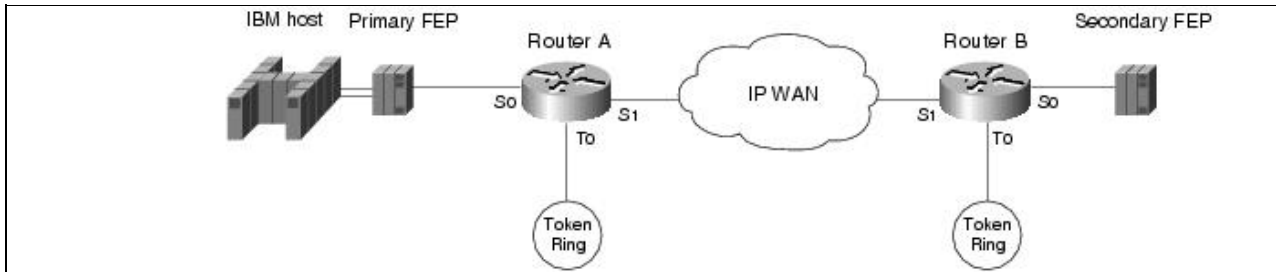 IBM host
Primary FEP
Router A
Router B
Secondary FEP
IP WAN
So
S1
S1
So
To
To
Token
Ring
Token
Ring